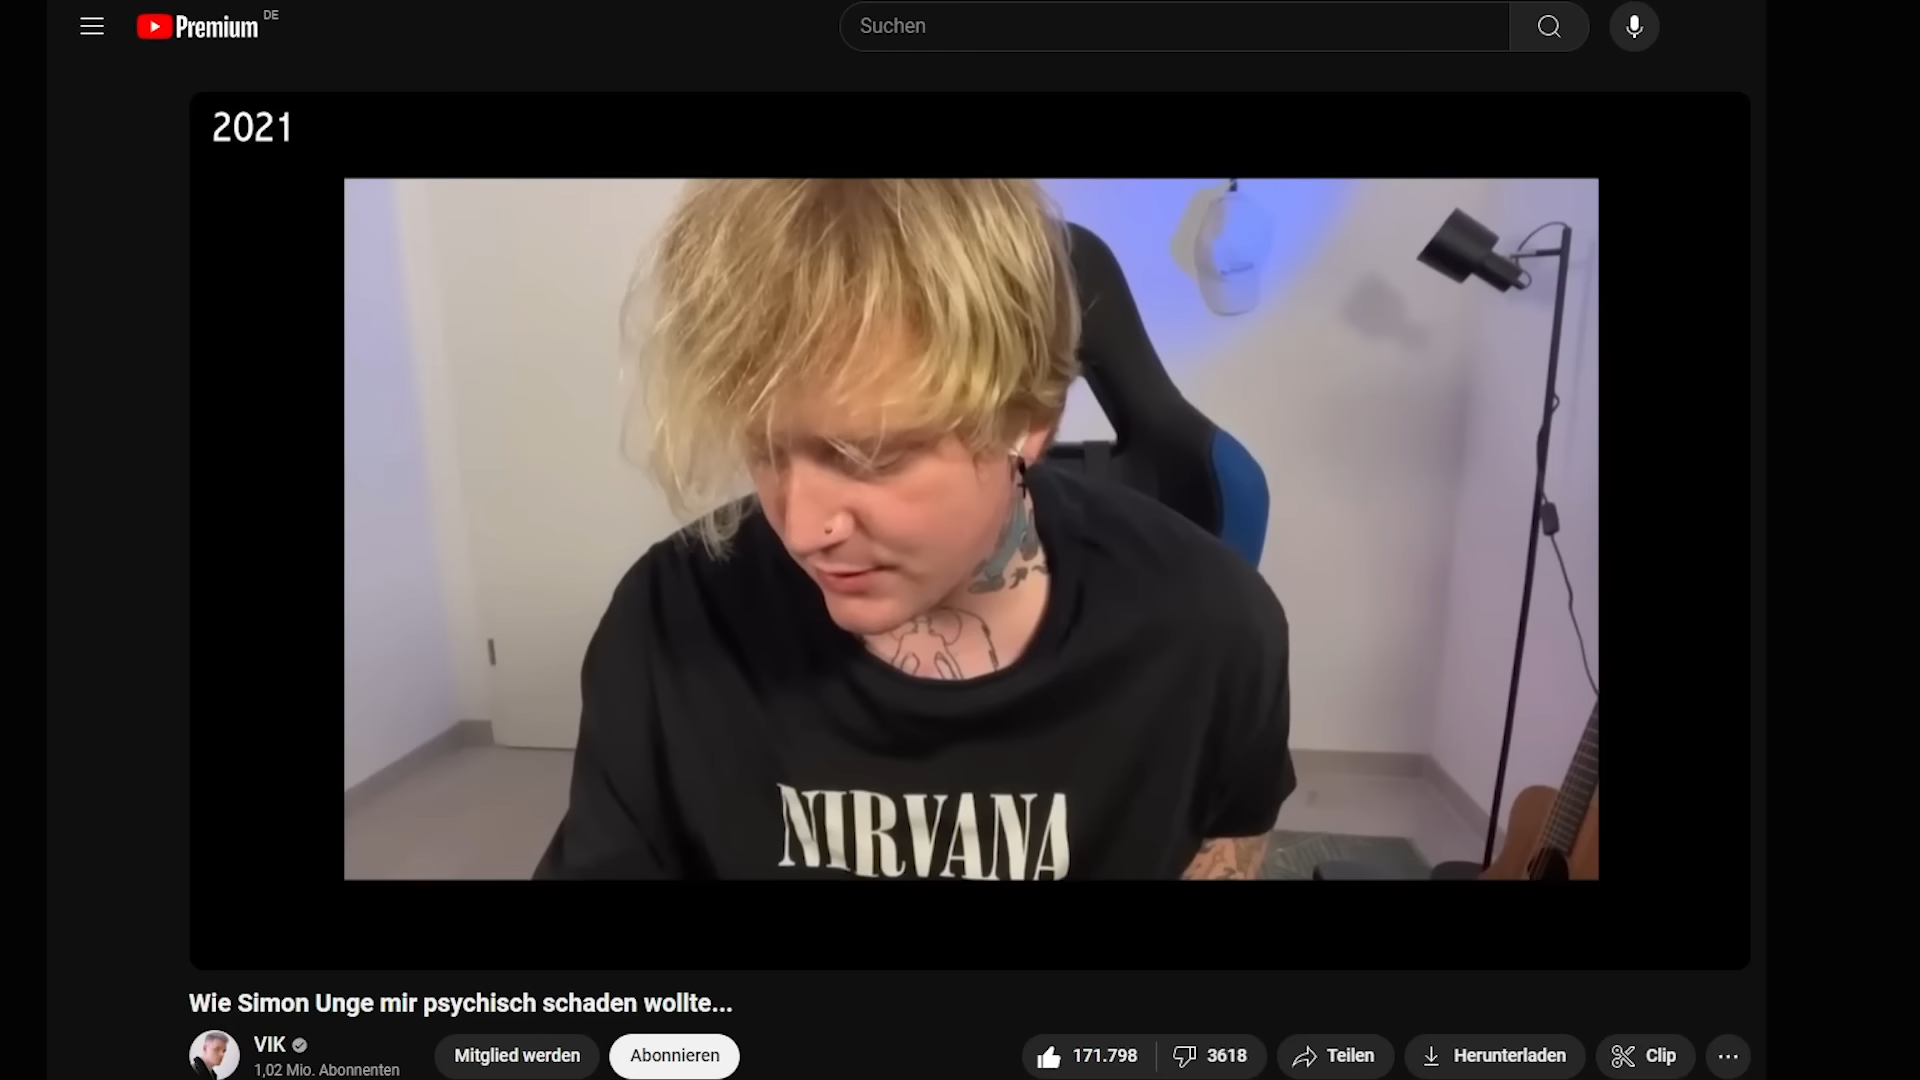 Premium DE
Suchen
2021
NIRVANA
Wie Simon Unge mir psychisch schaden wollte...
VIK
1,02 Mio. Abonnenten
Mitglied werden
Abonnieren
171.798
3618
Teilen
Herunterladen
Clip